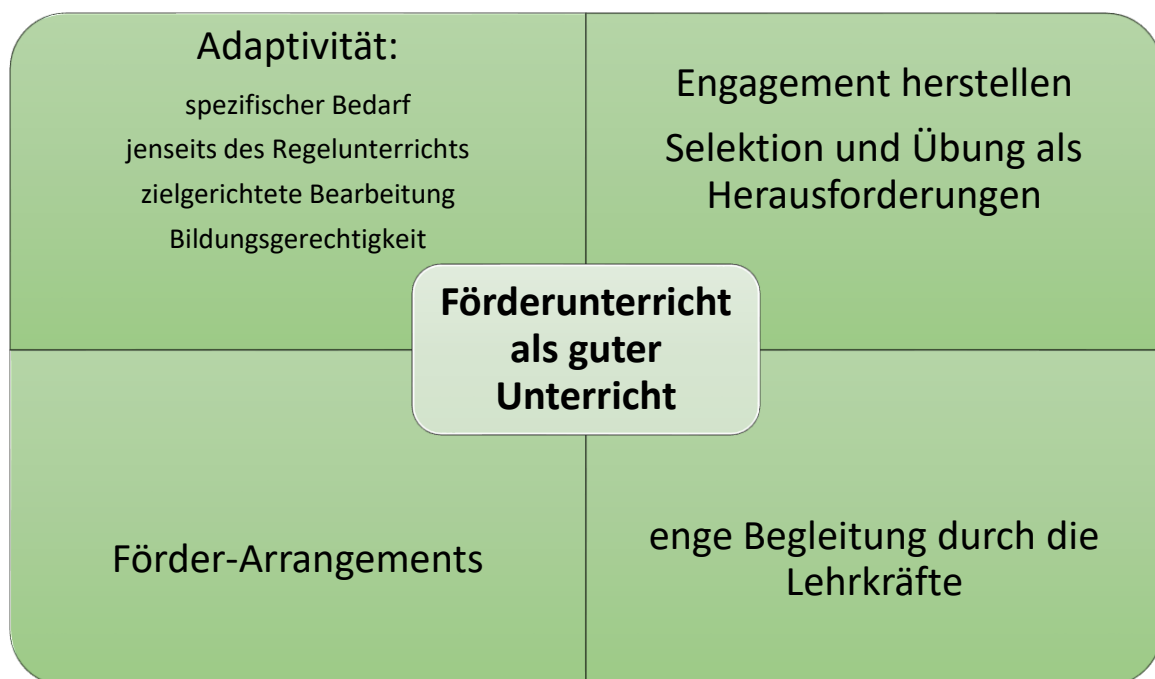 Adaptivität:
spezifischer Bedarf
jenseits des Regelunterrichts
zielgerichtete Bearbeitung
Bildungsgerechtigkeit
Engagement herstellen
Selektion und Übung als
Herausforderungen
Förderunterricht
als guter
Unterricht
Förder-Arrangements
enge Begleitung durch die
Lehrkräfte